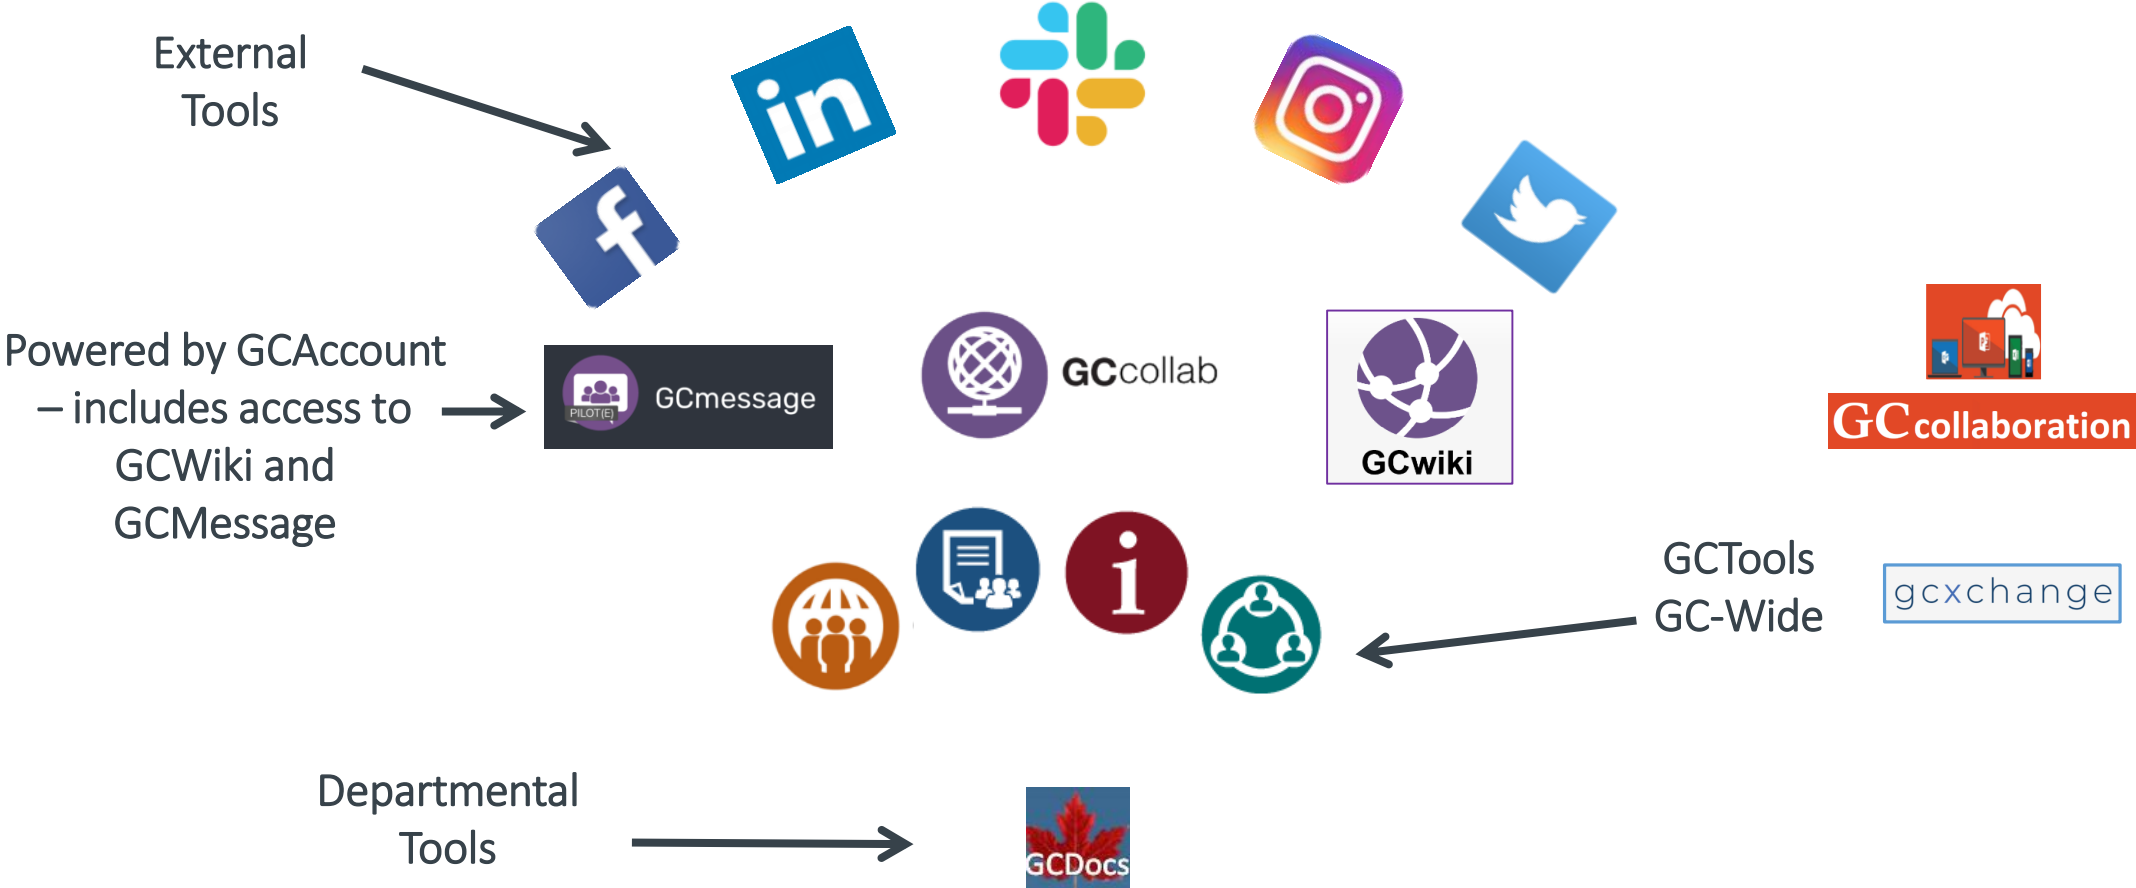 External
Tools
in
f
Powered by GCAccount
– includes access to
GCWiki and
GCMessage
PILOT(E)
GCmessage
GCcollab
GCwiki
GCcollaboration
i
GCTools
GC-Wide
gcxchange
Departmental
Tools
GCDocs